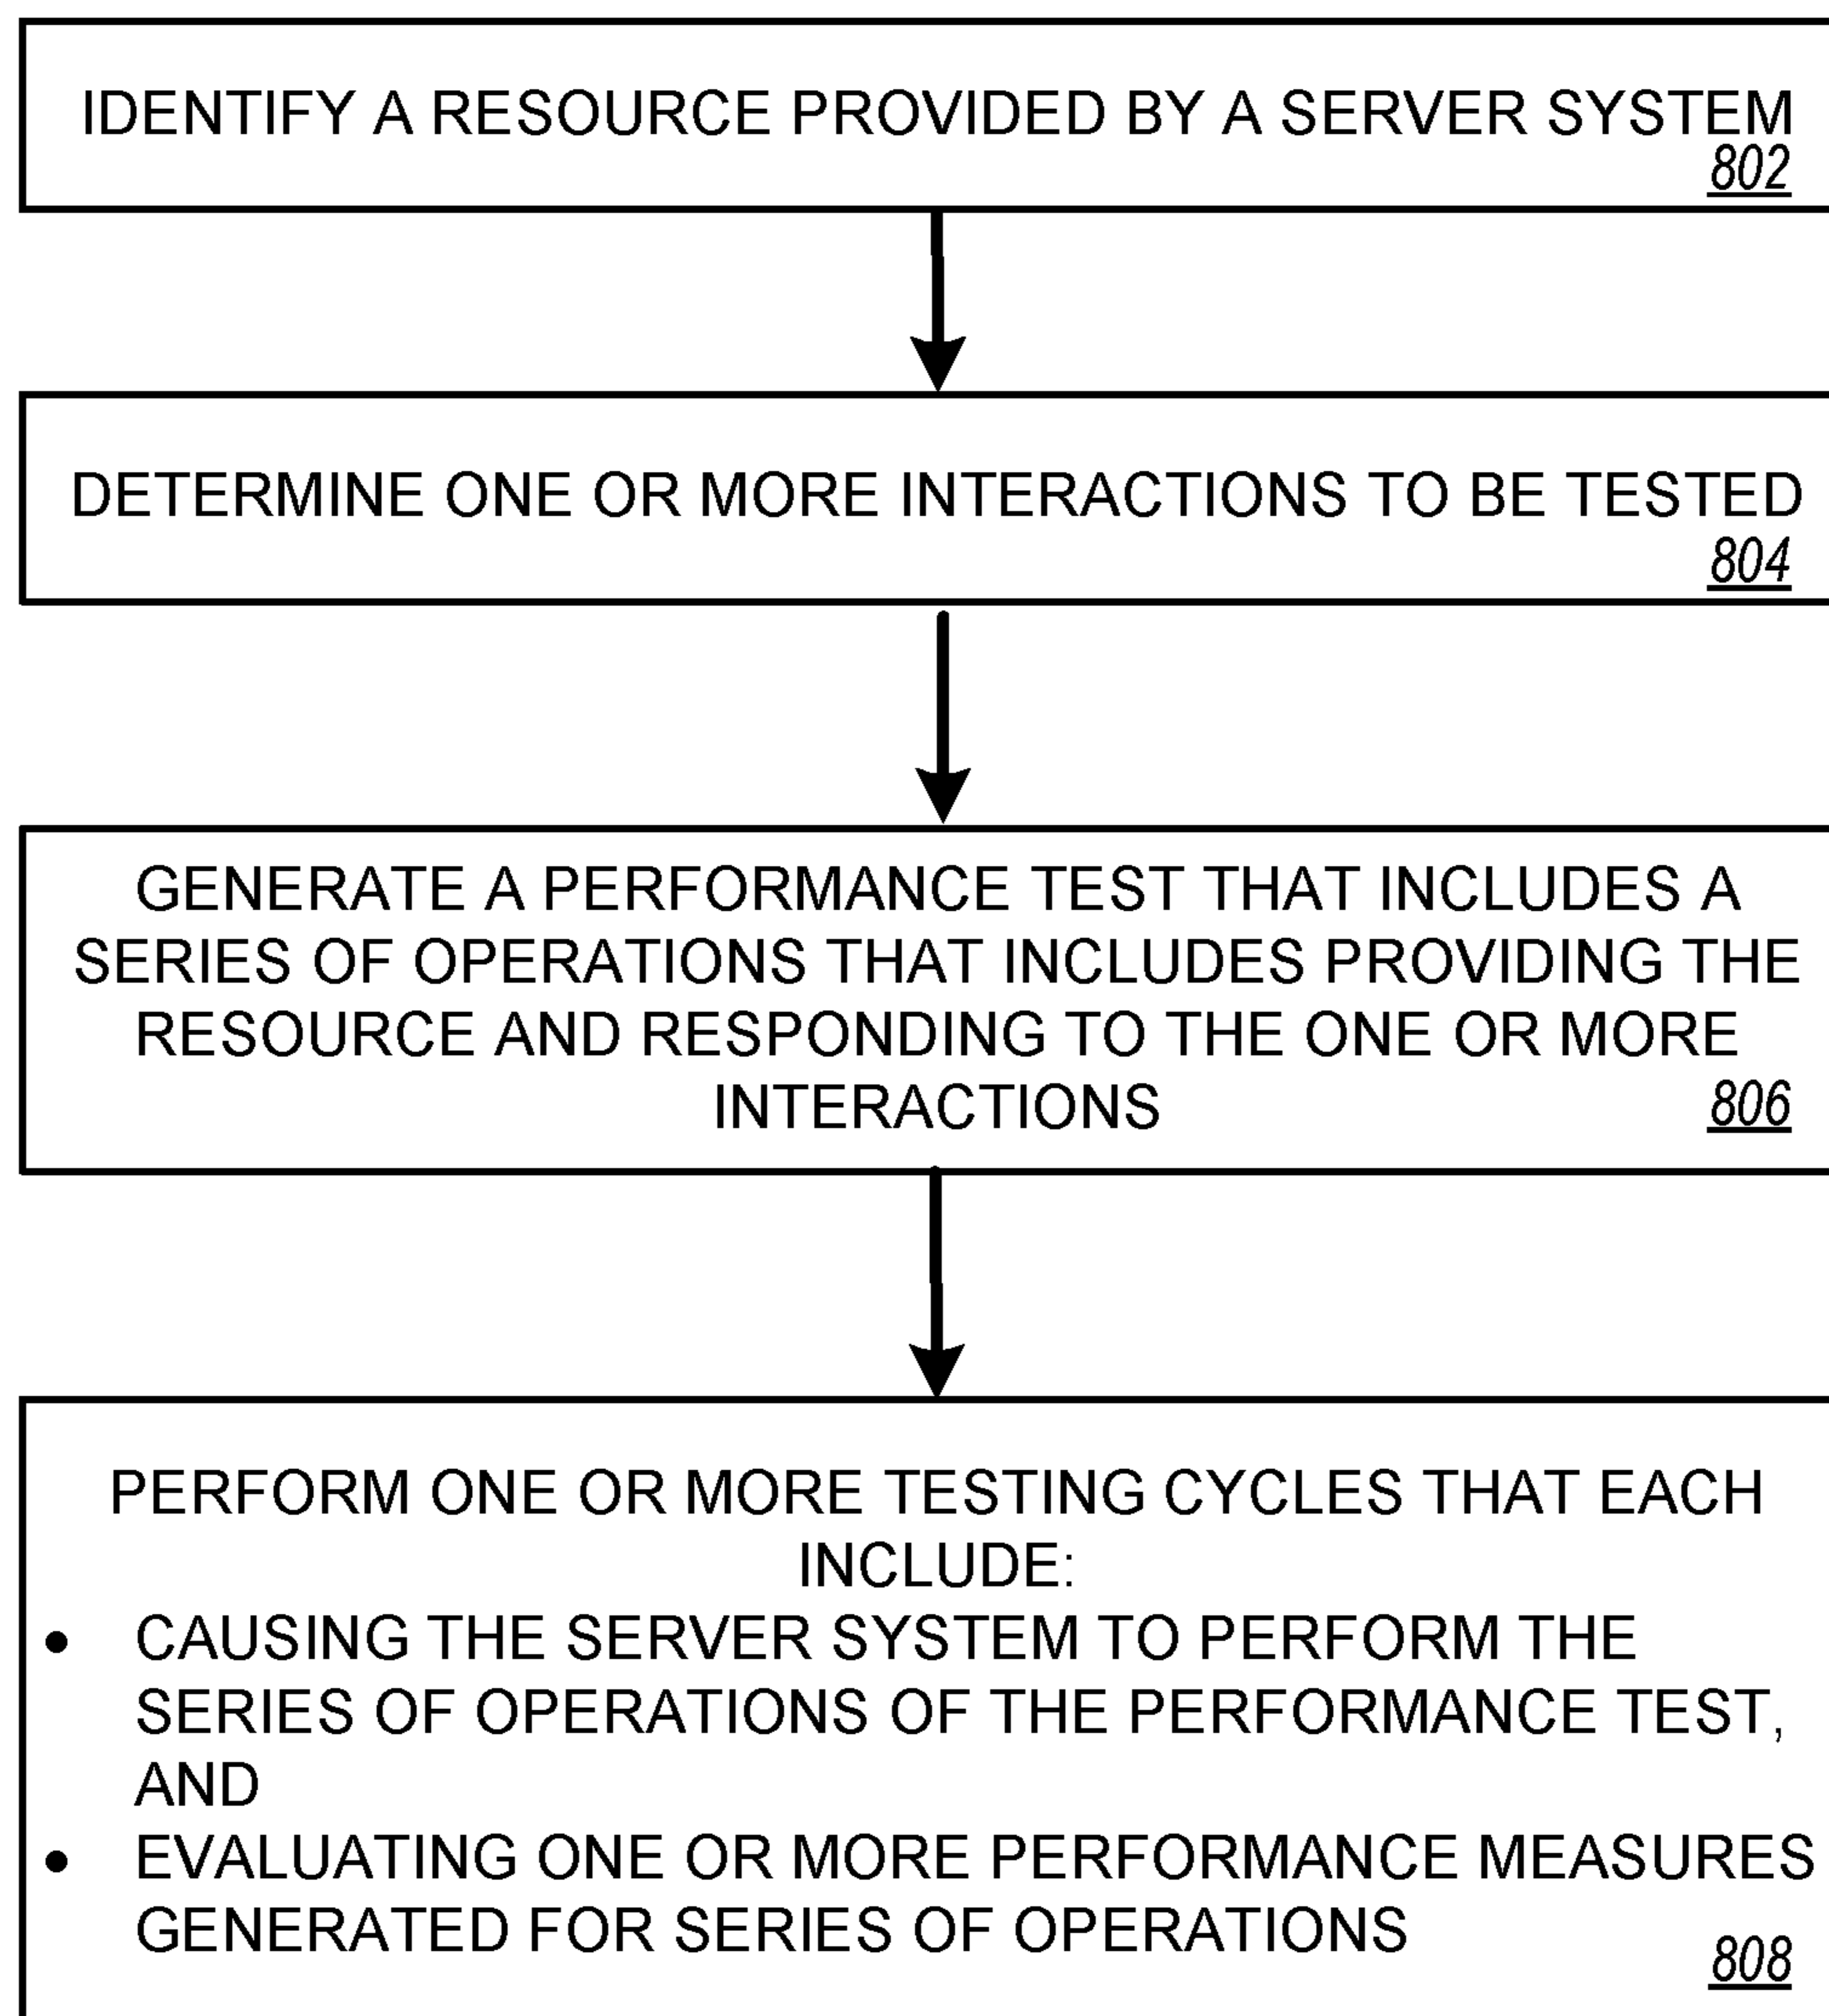 IDENTIFY A RESOURCE PROVIDED BY A SERVER SYSTEM
802
DETERMINE ONE OR MORE INTERACTIONS TO BE TESTED
804
GENERATE A PERFORMANCE TEST THAT INCLUDES A
SERIES OF OPERATIONS THAT INCLUDES PROVIDING THE
RESOURCE AND RESPONDING TO THE ONE OR MORE
INTERACTIONS
806
PERFORM ONE OR MORE TESTING CYCLES THAT EACH
INCLUDE:
• CAUSING THE SERVER SYSTEM TO PERFORM THE
SERIES OF OPERATIONS OF THE PERFORMANCE TEST,
AND
• EVALUATING ONE OR MORE PERFORMANCE MEASURES
GENERATED FOR SERIES OF OPERATIONS
808